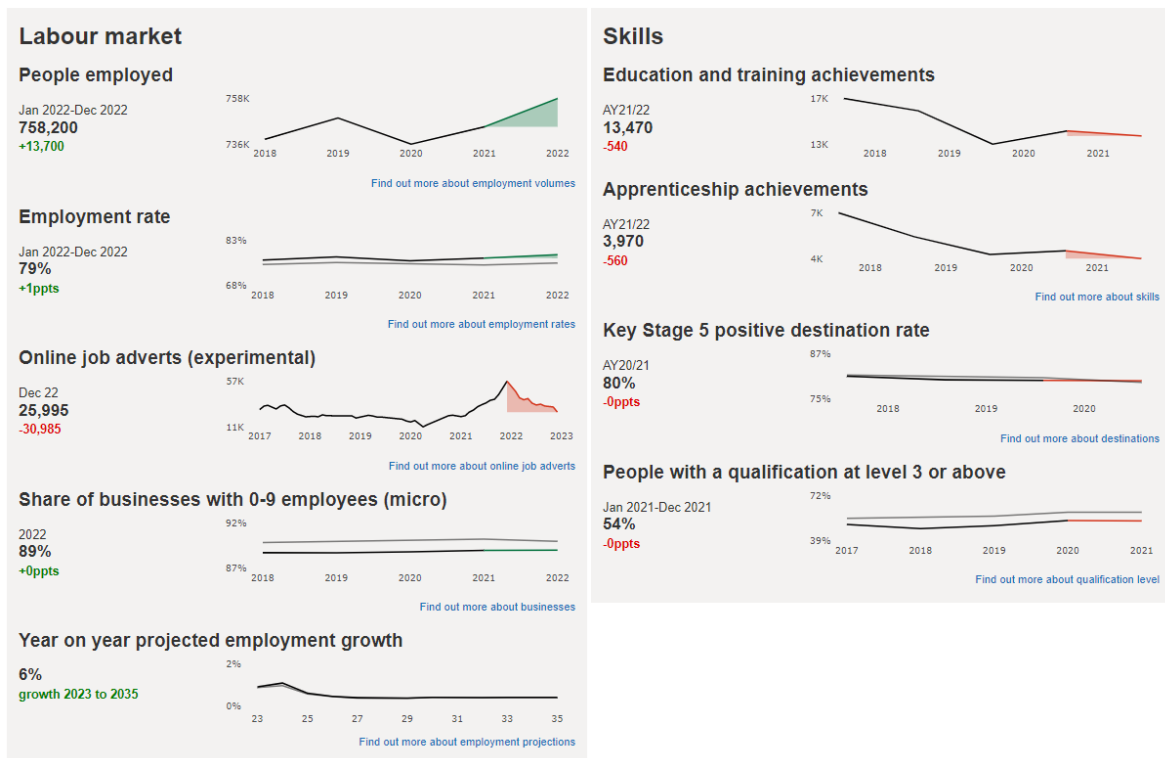 Labour market
People employed
Jan 2022-Dec 2022
758,200
+13,700
758K
736K
2018 2019 2020 2021 2022
Find out more about employment volumes
Employment rate
Jan 2022-Dec 2022
79%
+1ppts
83%
68%
2018 2019 2020 2021 2022
Find out more about employment rates
Online job adverts (experimental)
Dec 22
25,995
-30,985
57K
11K
2017 2018 2019 2020 2021 2022 2023
Find out more about online job adverts
Share of businesses with 0-9 employees (micro)
2022
89%
+0ppts
92%
87%
2018 2019 2020 2021 2022
Find out more about businesses
Year on year projected employment growth
6%
growth 2023 to 2035
2%
0%
23 25 27 29 31 33 35
Find out more about employment projections
Skills
Education and training achievements
AY21/22
13,470
-540
17K
13K
2018 2019 2020 2021
Apprenticeship achievements
AY21/22
3,970
-560
7K
4K
2018 2019 2020 2021
Find out more about skills
Key Stage 5 positive destination rate
AY20/21
80%
-0ppts
87%
75%
2018 2019 2020
Find out more about destinations
People with a qualification at level 3 or above
Jan 2021-Dec 2021
54%
-0ppts
72%
39%
2017 2018 2019 2020 2021
Find out more about qualification level